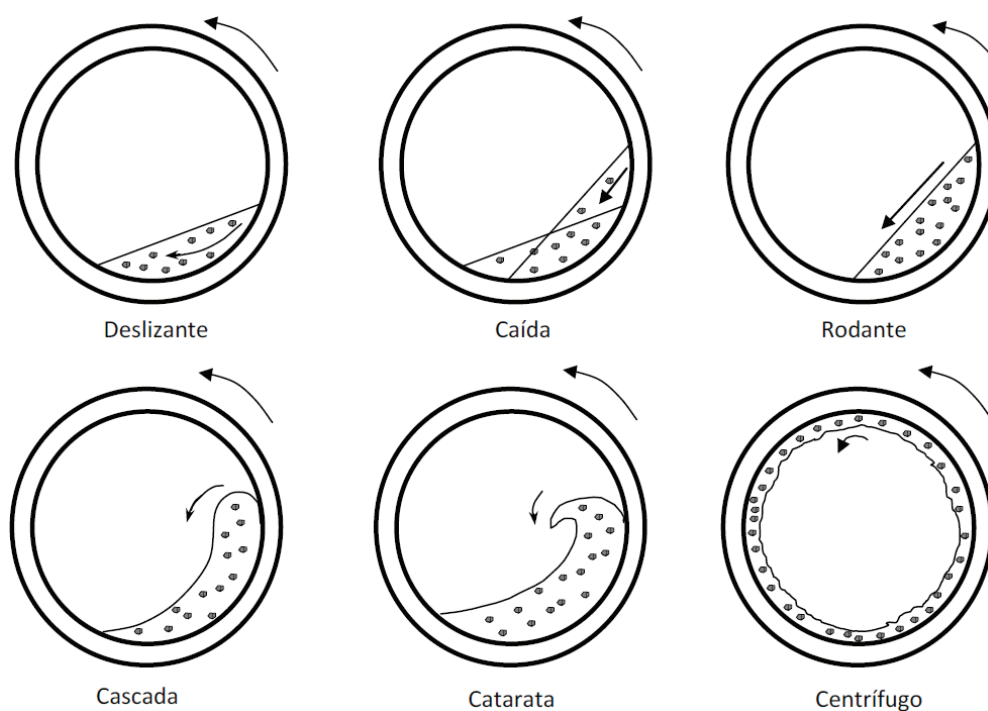 Deslizante
Caída
Rodante
Cascada
Catarata
Centrífugo